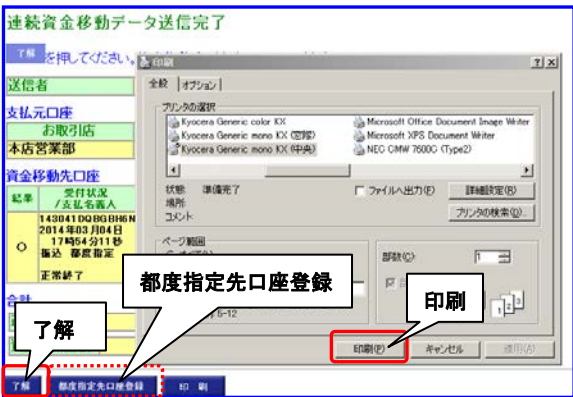 連続資金移動データ送信完了
了解 を押してください。
印刷
送信者
全般 オプション
プリンタの選択
支払元口座
お取引店
本店営業部
Kyocera Generic color KX
Kyocera Generic mono KX (宮嶋)
Kyocera Generic mono KX (中央)
Microsoft Office Document Image Writer
Microsoft XPS Document Writer
NEC GMW 7600C (Type2)
資金移動先口座
結果 受付状況
/支払名義人
状態: 準備完了
場所:
コメント:
ファイルへ出力(F)
詳細設定(R)
プリンタの検索(D)...
143041DQBGBH6N
2014年03月04日
17時54分11秒
振込 都度指定
正常終了
ページ範囲
部数(C): 1
合計
都度指定先口座登録
印刷
了解
5-12
印刷(P) キャンセル 適用(A)
了解 都度指定先口座登録 印 刷